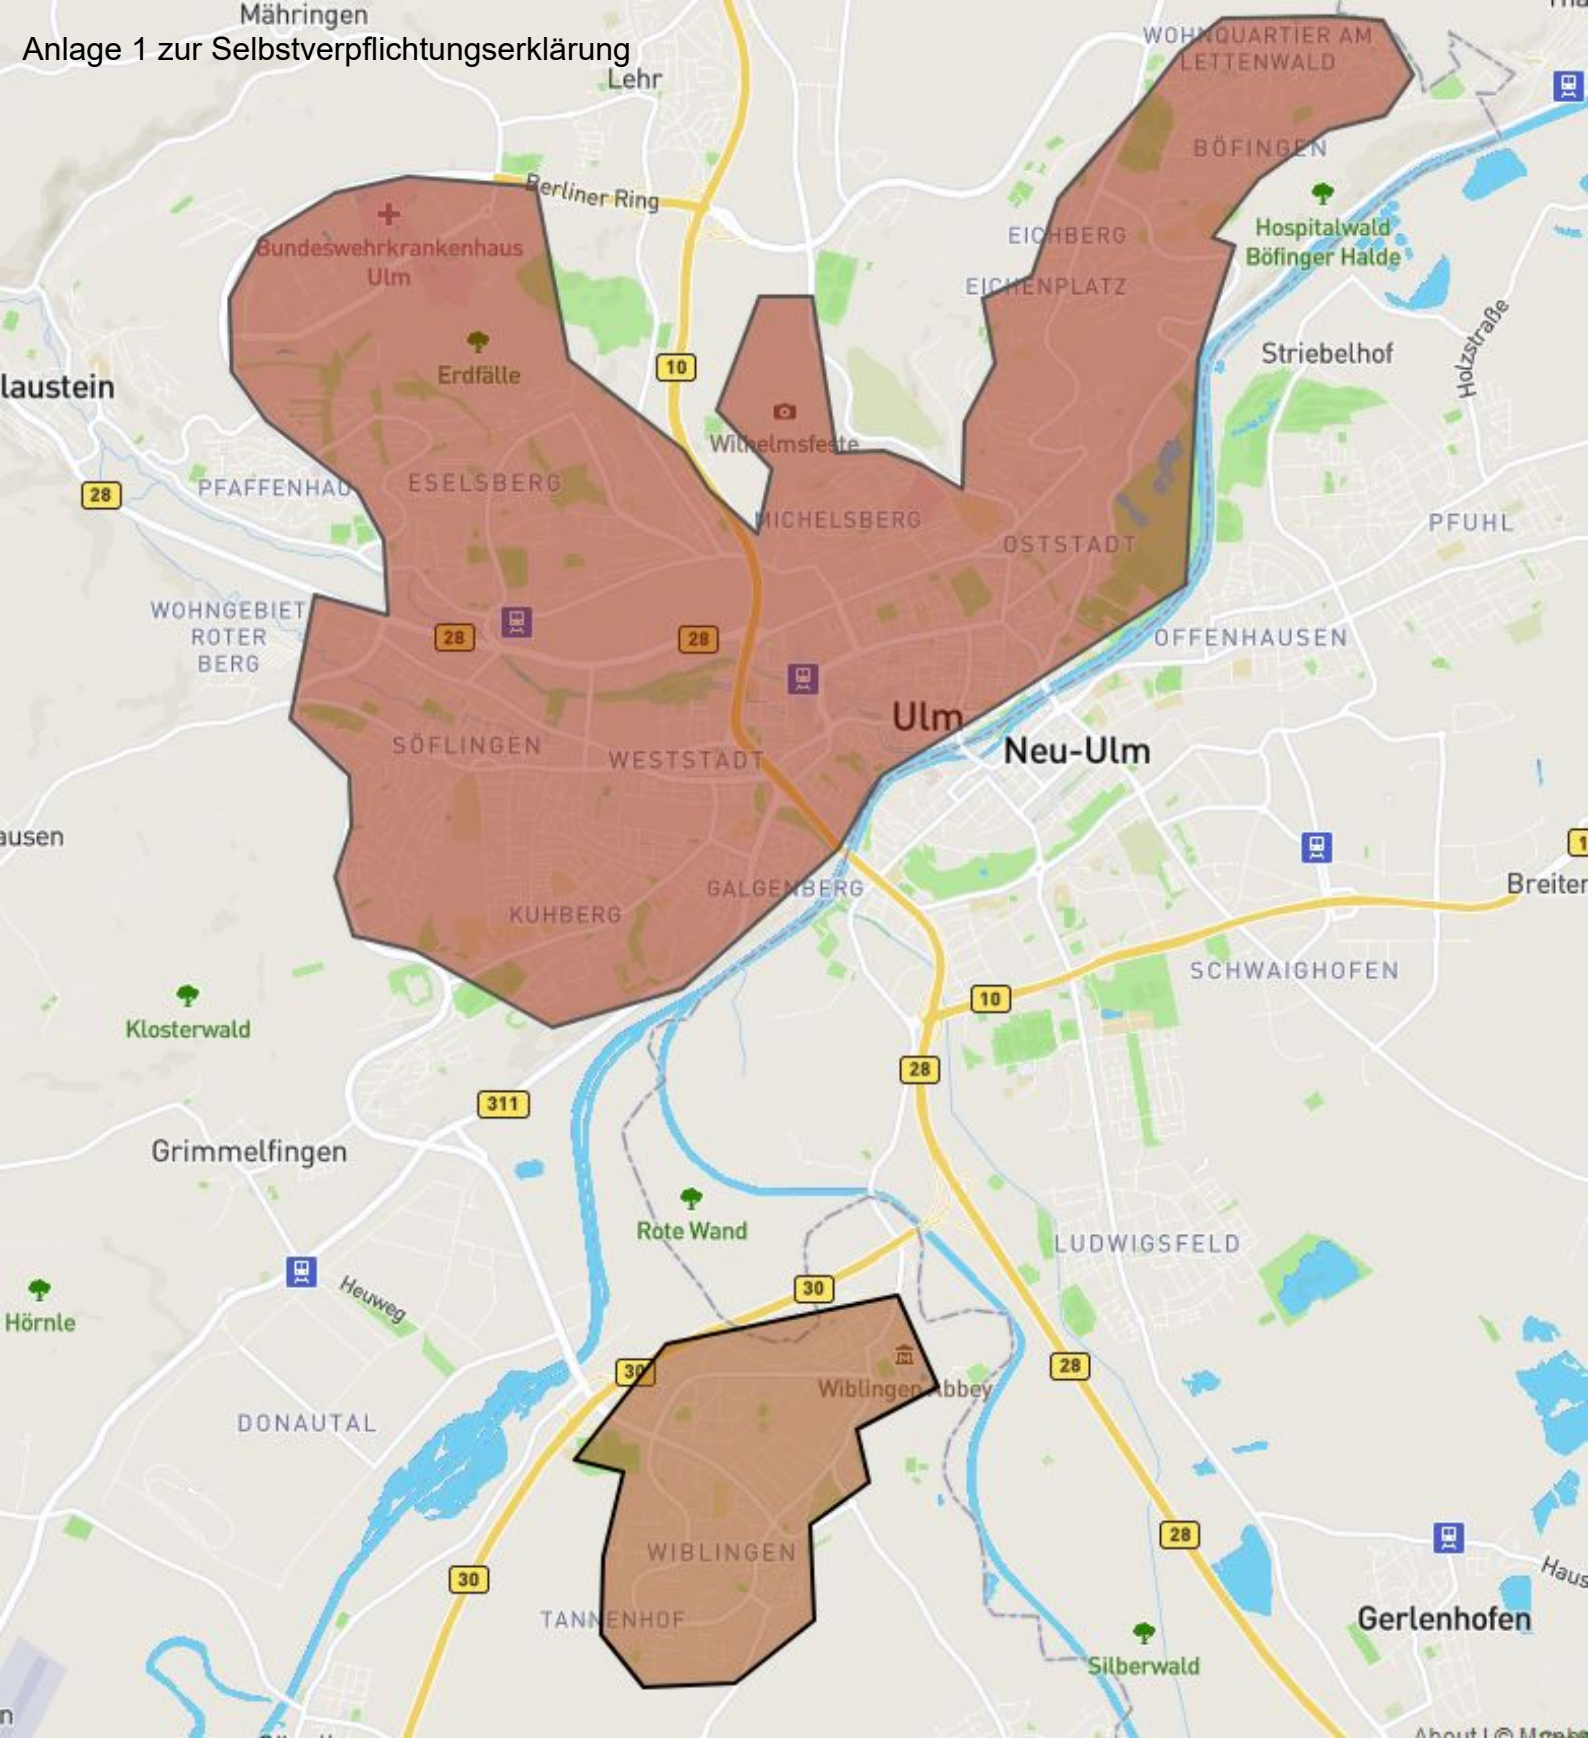 Mähringen
Anlage 1 zur Selbstverpflichtungserklärung
Lehr
WOHNQUARTIER AM
LETTENWALD
BÖFINGEN
Berliner Ring
Hospitalwald
Böfinger Halde
EICHBERG
Bundeswehrkrankenhaus
Ulm
EICHENPLATZ
Holzstraße
Striebelhof
10
Erdfälle
laustein
Wilhelmsfeste
ESELSBERG
PFAFFENHAU
28
MICHELSBERG
PFUHL
OSTSTADT
WOHNGEBIET
ROTER
BERG
28
28
OFFENHAUSEN
Ulm
Neu-Ulm
SÖFLINGEN
WESTSTADT
ausen
1
Breiter
GALGENBERG
KUHBERG
SCHWAIGHOFEN
10
Klosterwald
28
311
Grimmelfingen
Rote Wand
LUDWIGSFELD
30
Heuweg
Hörnle
30
28
Wiblingen Abbey
DONAUTAL
28
WIBLINGEN
30
Haus
TANNENHOF
Gerlenhofen
Silberwald
n